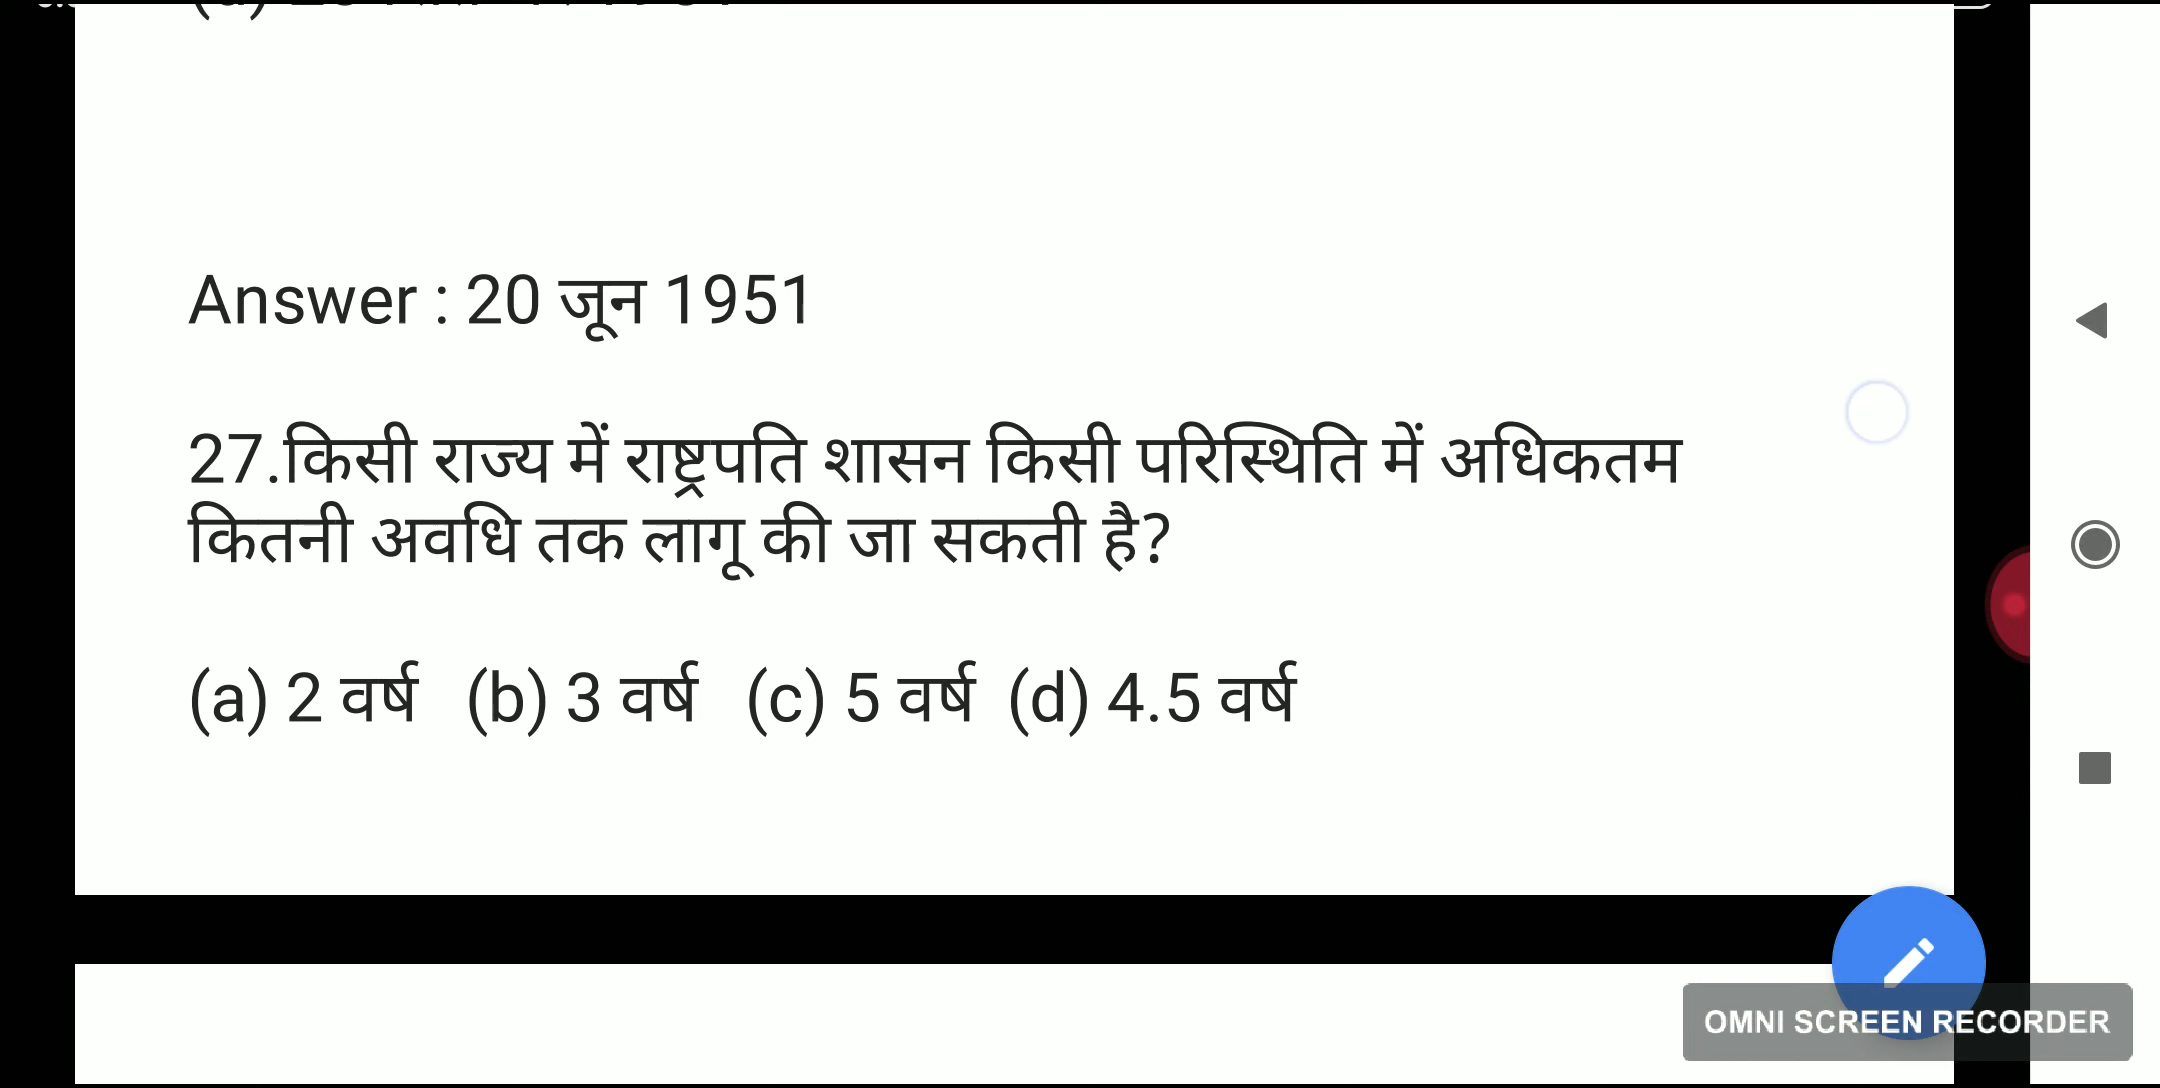 Answer : 20 जून 1951
27.किसी राज्य में राष्ट्रपति शासन किसी परिस्थिति में अधिकतम
कितनी अवधि तक लागू की जा सकती है?
(a) 2 वर्ष (b) 3 वर्ष (c) 5 वर्ष (d) 4.5 वर्ष
OMNI SCREEN RECORDER